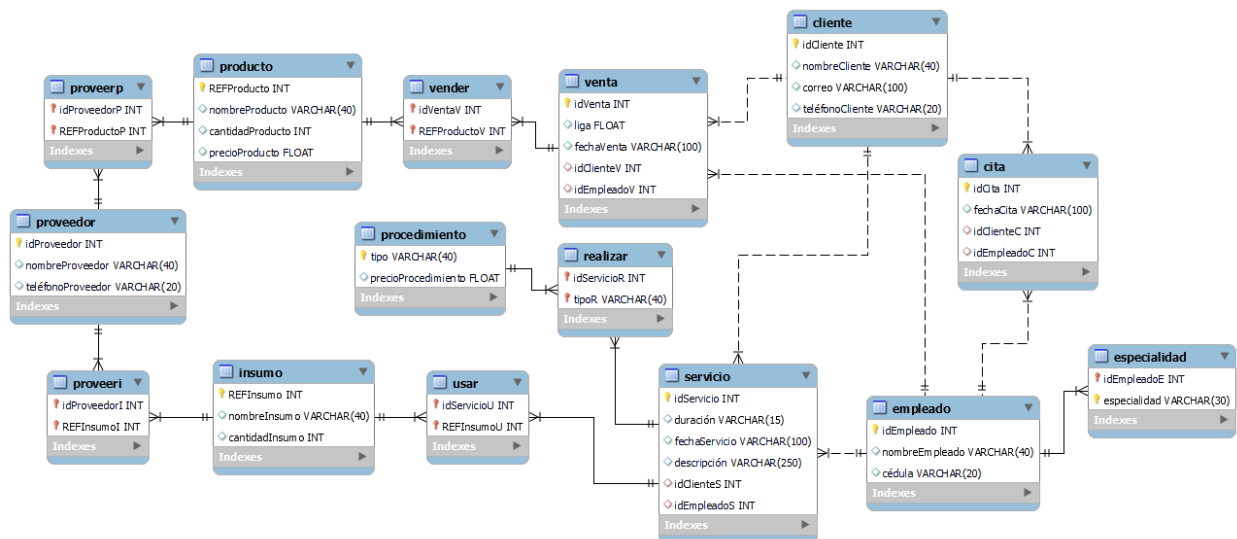 cliente
idCliente INT
nombreCliente VARCHAR(40)
correo VARCHAR(100)
teléfonoCliente VARCHAR(20)
Indexes
producto
REFProducto INT
nombreProducto VARCHAR(40)
cantidadProducto INT
precioProducto FLOAT
Indexes
proveerp
idProveedorP INT
REFProductoP INT
Indexes
vender
idVentaV INT
REFProductoV INT
Indexes
venta
idVenta INT
liga FLOAT
fechaVenta VARCHAR(100)
idClienteV INT
idEmpleadoV INT
Indexes
cita
idCita INT
fechaCita VARCHAR(100)
idClienteC INT
idEmpleadoC INT
Indexes
proveedor
idProveedor INT
nombreProveedor VARCHAR(40)
teléfonoProveedor VARCHAR(20)
Indexes
procedimiento
tipo VARCHAR(40)
precioProcedimiento FLOAT
Indexes
realizar
idServicioR INT
tipoR VARCHAR(40)
Indexes
proveeri
idProveedorI INT
REFInsumoI INT
Indexes
insumo
REFInsumo INT
nombreInsumo VARCHAR(40)
cantidadInsumo INT
Indexes
usar
idServicioU INT
REFInsumoU INT
Indexes
servicio
idServicio INT
duración VARCHAR(15)
fechaServicio VARCHAR(100)
descripción VARCHAR(250)
idClienteS INT
idEmpleadoS INT
Indexes
empleado
idEmpleado INT
nombreEmpleado VARCHAR(40)
cédula VARCHAR(20)
Indexes
especialidad
idEmpleadoE INT
especialidad VARCHAR(30)
Indexes